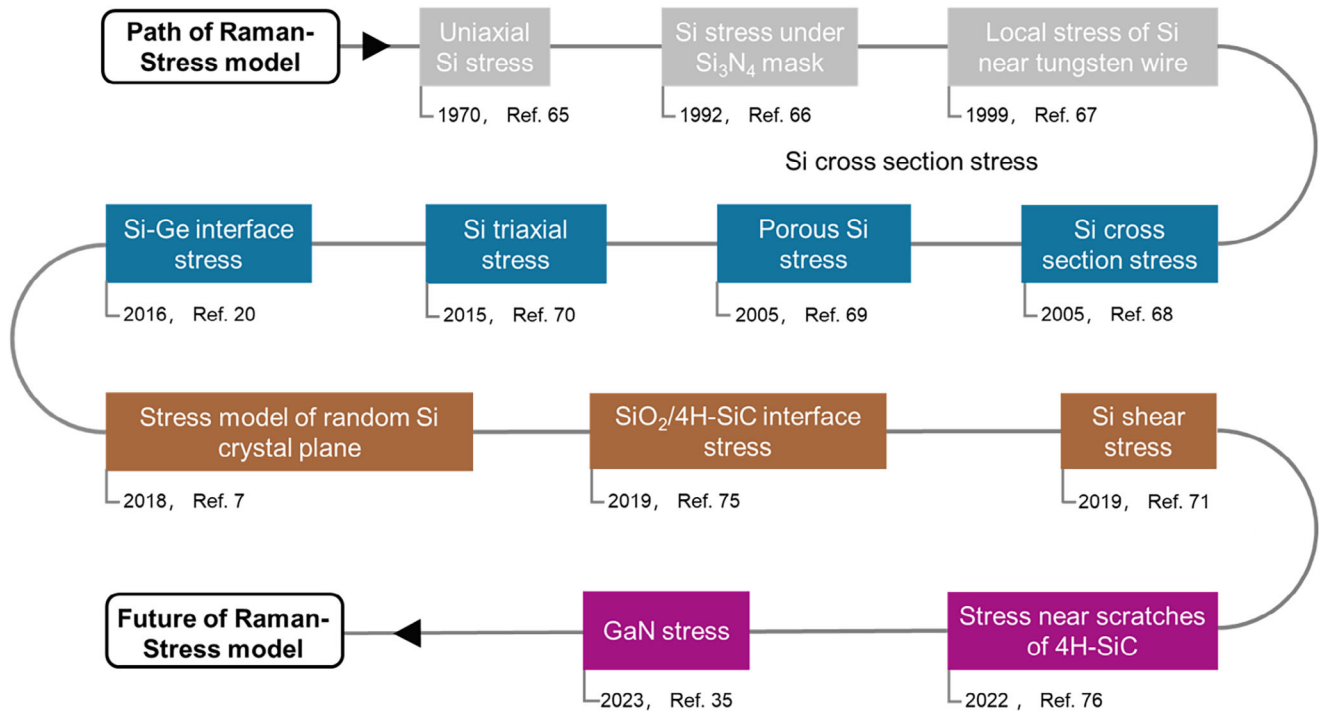 Path of Raman-
Stress model
Uniaxial
Si stress
1970, Ref. 65
Si stress under
Si₃N₄ mask
1992, Ref. 66
Local stress of Si
near tungsten wire
1999, Ref. 67
Si cross section stress
Si cross
section stress
2005, Ref. 68
Porous Si
stress
2005, Ref. 69
Si triaxial
stress
2015, Ref. 70
Si-Ge interface
stress
2016, Ref. 20
Stress model of random Si
crystal plane
2018, Ref. 7
SiO₂/4H-SiC interface
stress
2019, Ref. 75
Si shear
stress
2019, Ref. 71
Stress near scratches
of 4H-SiC
2022 , Ref. 76
GaN stress
2023, Ref. 35
Future of Raman-
Stress model